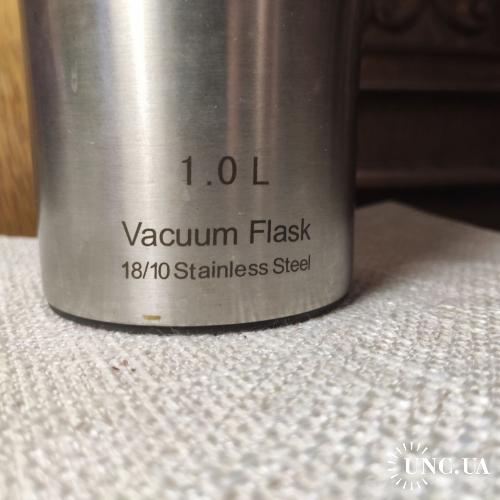 1.0 L
Vacuum Flask
18/10 Stainless Steel
UNC.UA